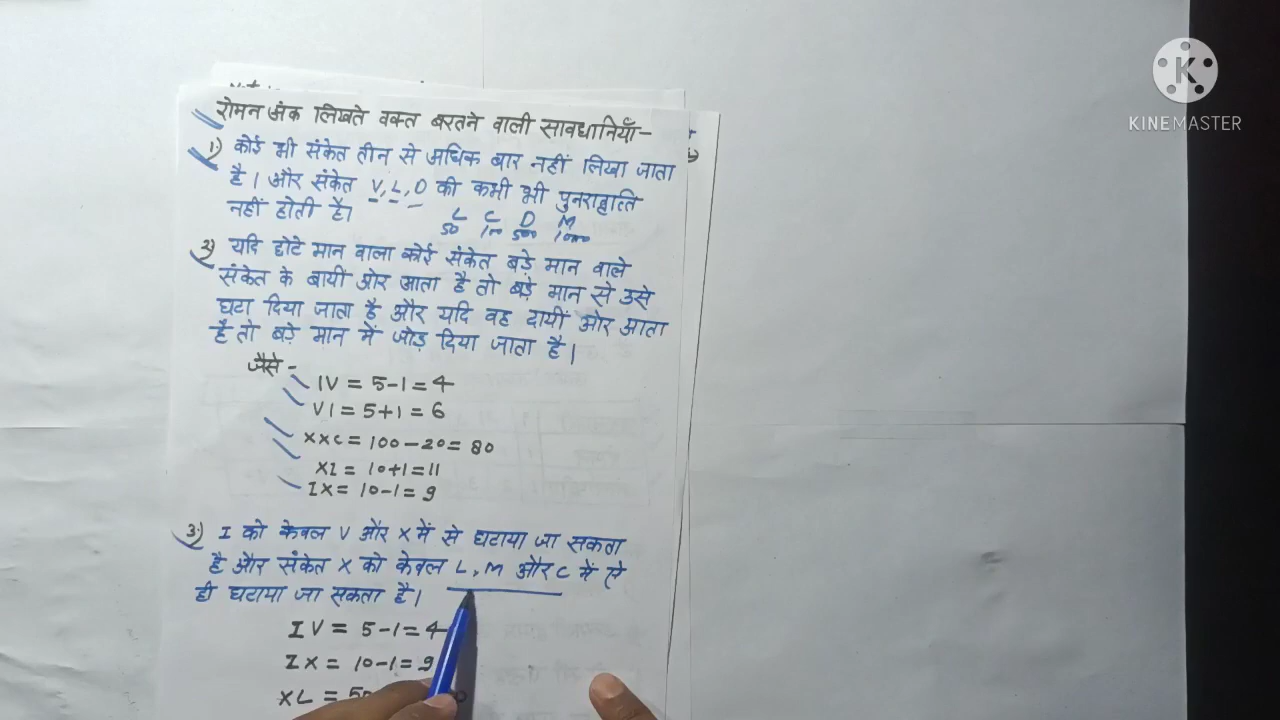 रोमन अंक लिखते वक्त बरतने वाली सावधानियाँ-
1) कोई भी संकेत तीन से अधिक बार नहीं लिखा जाता
है। और संकेत V, L, D की कभी भी पुनरावृत्ति
नहीं होती है।
L C D M
50 100 500 1000
2) यदि छोटे मान वाला कोई संकेत बड़े मान वाले
संकेत के बायीं ओर आता है तो बड़े मान से उसे
घटा दिया जाता है और यदि वह दायीं ओर आता
है तो बड़े मान में जोड़ दिया जाता है।
जैसे -
IV = 5-1=4
VI = 5+1 = 6
XXC = 100-20=80
XI = 10+1=11
IX= 10-1=9
3) I को केवल V और X में से घटाया जा सकता
है और संकेत X को केवल L, M और C में से
ही घटाया जा सकता है।
IV = 5-1=4
IX = 10-1=9
XL = 50
KINEMASTER